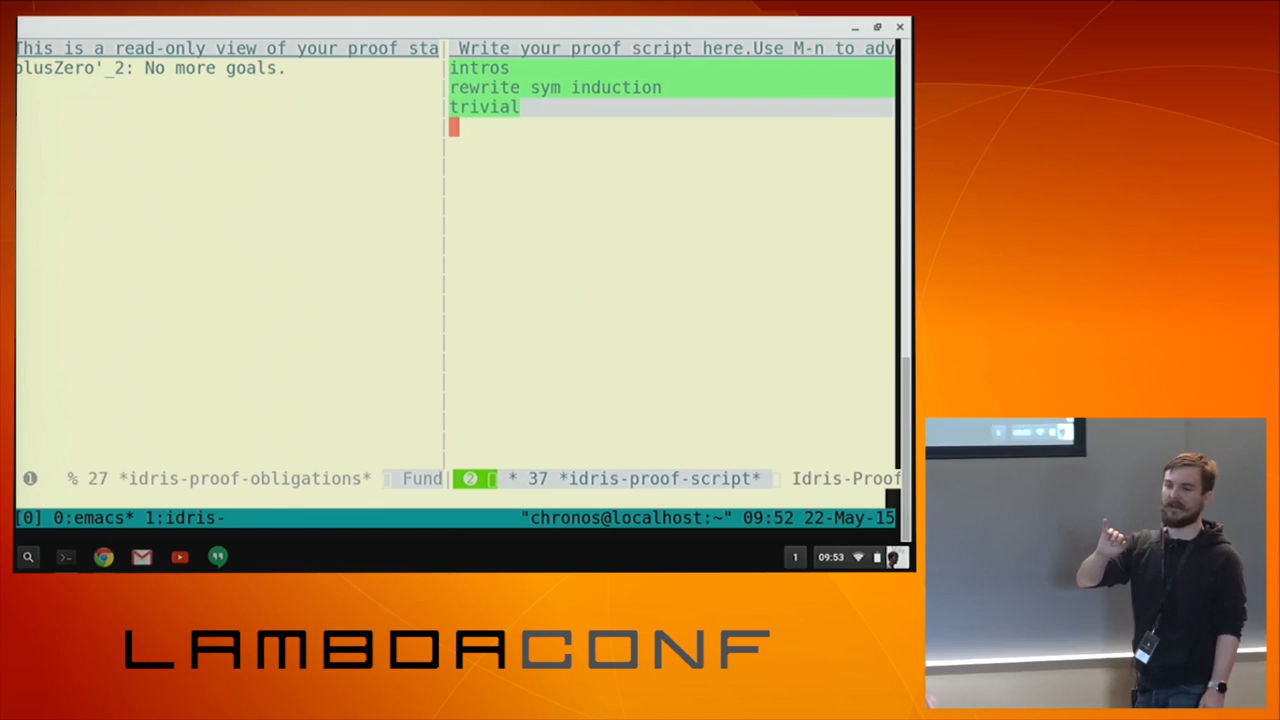 This is a read-only view of your proof sta
plusZero'_2: No more goals.
Write your proof script here.Use M-n to adv
intros
rewrite sym induction
trivial
❶ % 27 *idris-proof-obligations* Fund
❷ * 37 *idris-proof-script* Idris-Proof
[0] 0:emacs* 1:idris- "chronos@localhost:~" 09:52 22-May-15
1 09:53
LAMBDACONF